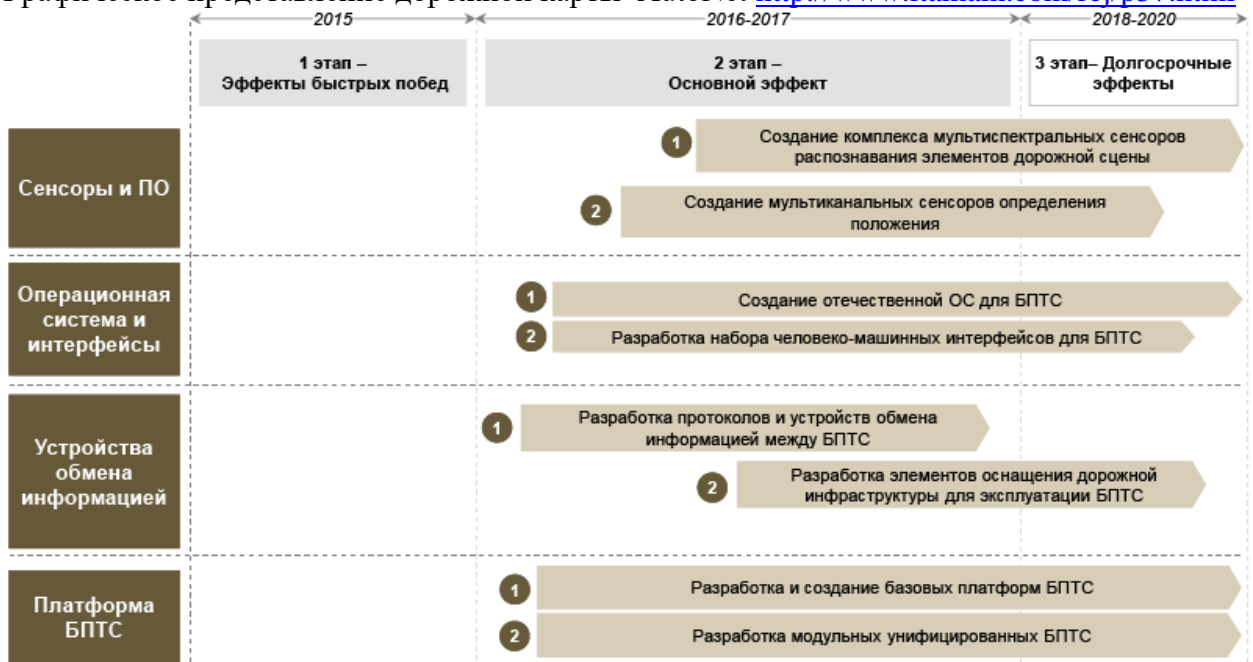 2015
2016-2017
2018-2020
1 этап –
Эффекты быстрых побед
2 этап –
Основной эффект
3 этап– Долгосрочные
эффекты
Сенсоры и ПО
1
Создание комплекса мультиспектральных сенсоров
распознавания элементов дорожной сцены
2
Создание мультиканальных сенсоров определения
положения
Операционная
система и
интерфейсы
1
Создание отечественной ОС для БПТС
2
Разработка набора человеко-машинных интерфейсов для БПТС
Устройства
обмена
информацией
1
Разработка протоколов и устройств обмена
информацией между БПТС
2
Разработка элементов оснащения дорожной
инфраструктуры для эксплуатации БПТС
Платформа
БПТС
1
Разработка и создание базовых платформ БПТС
2
Разработка модульных унифицированных БПТС